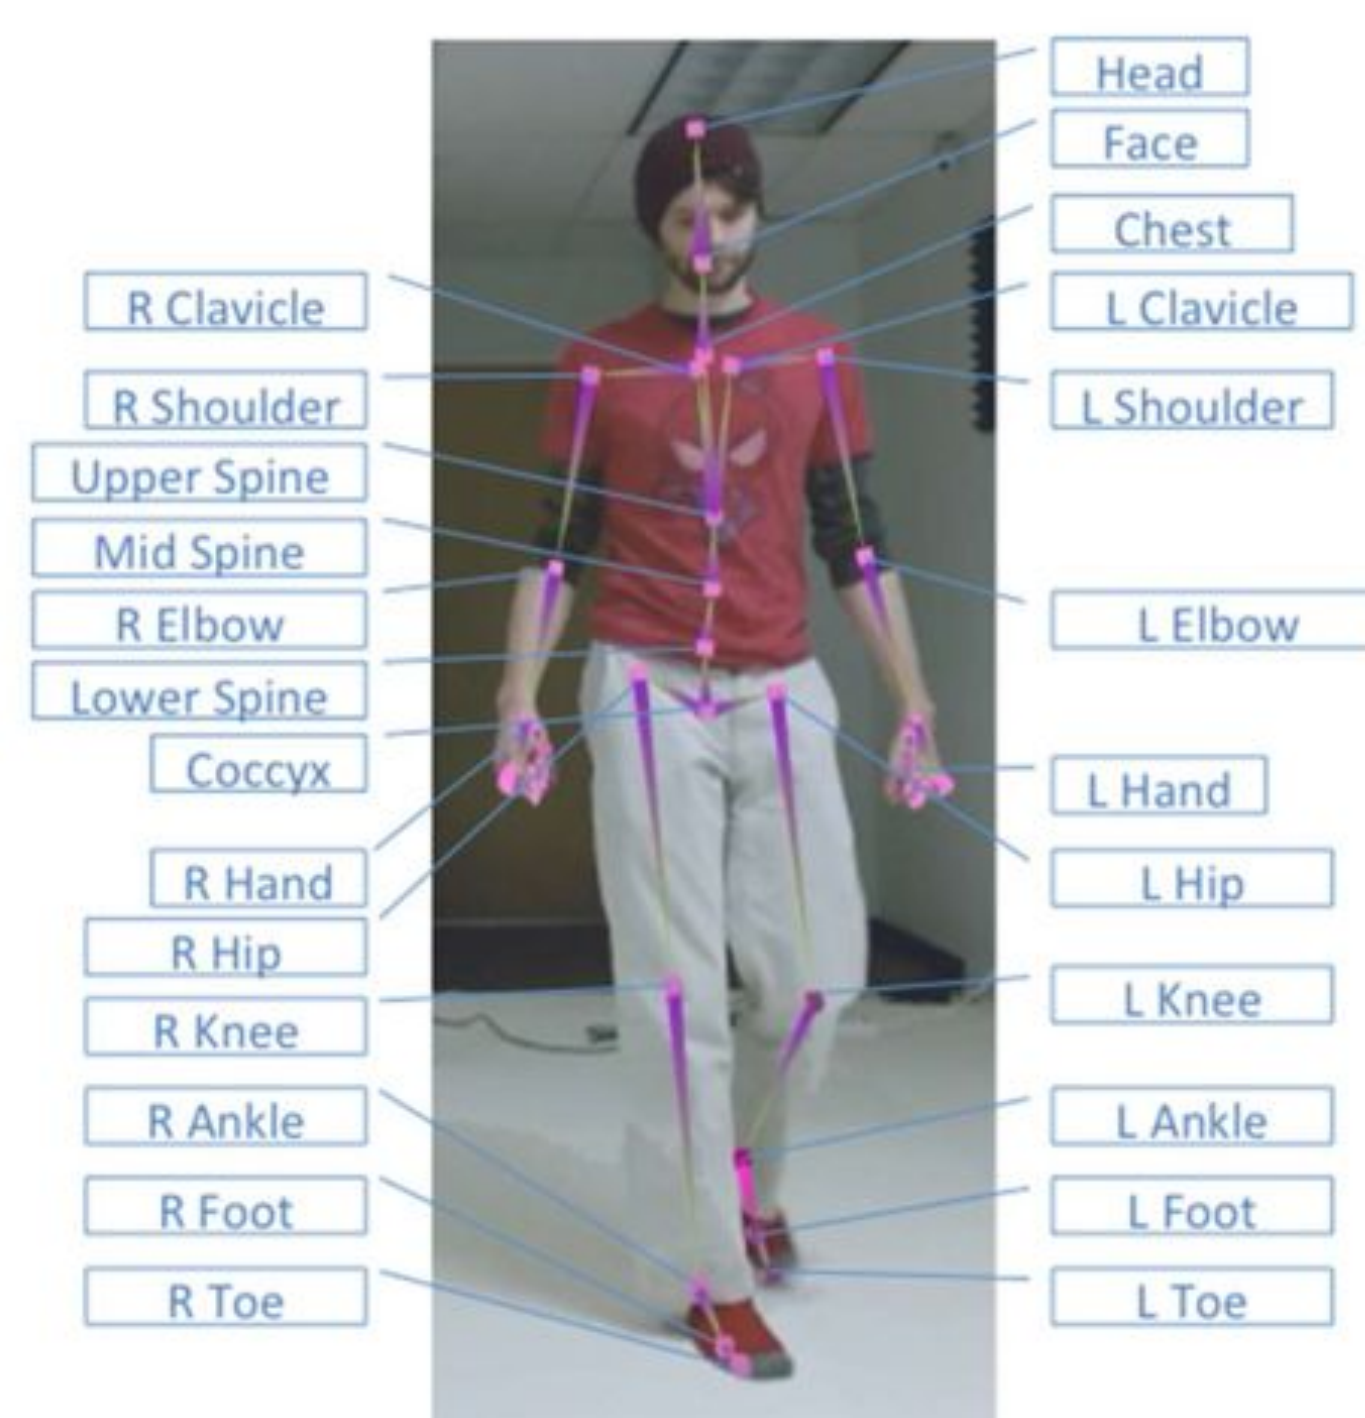 Head
Face
Chest
R Clavicle
L Clavicle
R Shoulder
L Shoulder
Upper Spine
Mid Spine
R Elbow
L Elbow
Lower Spine
Coccyx
L Hand
R Hand
L Hip
R Hip
L Knee
R Knee
R Ankle
L Ankle
R Foot
L Foot
R Toe
L Toe